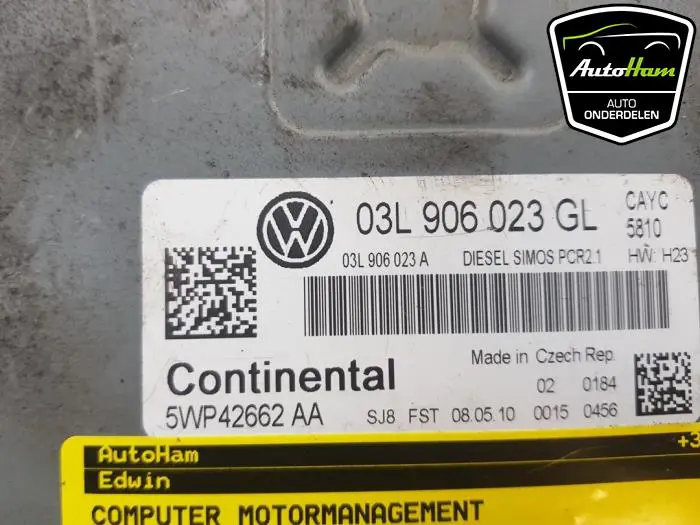 AutoHam
AUTO
ONDERDELEN
03L 906 023 GL
CAYC
5810
03L 906 023 A
DIESEL SIMOS PCR2.1
HW: H23
Continental
Made in Czech Rep.
02 0184
5WP42662 AA
SJ8 FST 08.05.10 0015 0456
AutoHam
+3
Edwin
COMPUTER MOTORMANAGEMENT